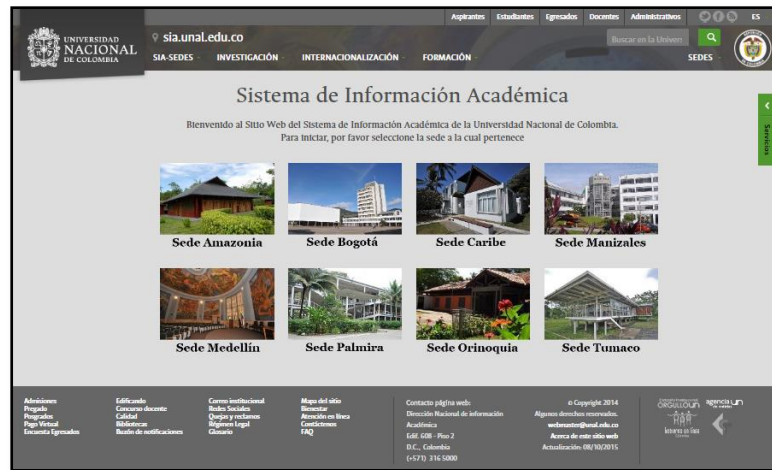 Aspirantes Estudiantes Egresados Docentes Administrativos ES
UNIVERSIDAD
NACIONAL
DE COLOMBIA
sia.unal.edu.co
Buscar en la Univers
SIA-SEDES INVESTIGACIÓN INTERNACIONALIZACIÓN FORMACIÓN SEDES
Servicios
Sistema de Información Académica
Bienvenido al Sitio Web del Sistema de Información Académica de la Universidad Nacional de Colombia.
Para iniciar, por favor seleccione la sede a la cual pertenece
Sede Amazonia Sede Bogotá Sede Caribe Sede Manizales
Sede Medellín Sede Palmira Sede Orinoquia Sede Tumaco
Admisiones
Pregado
Posgrados
Pago Virtual
Encuesta Egresados
Edificando
Concurso docente
Calidad
Bibliotecas
Buzón de notificaciones
Correo institucional
Redes Sociales
Quejas y reclamos
Régimen Legal
Glosario
Mapa del sitio
Bienestar
Atención en línea
Contáctenos
FAQ
Contacto página web:
Dirección Nacional de información
Académica
Edif. 608 - Piso 2
D.C., Colombia
(+571) 316 5000
© Copyright 2014
Algunos derechos reservados.
webmaster@unal.edu.co
Acerca de este sitio web
Actualización: 08/10/2015
ORGULLO UN
agencia un